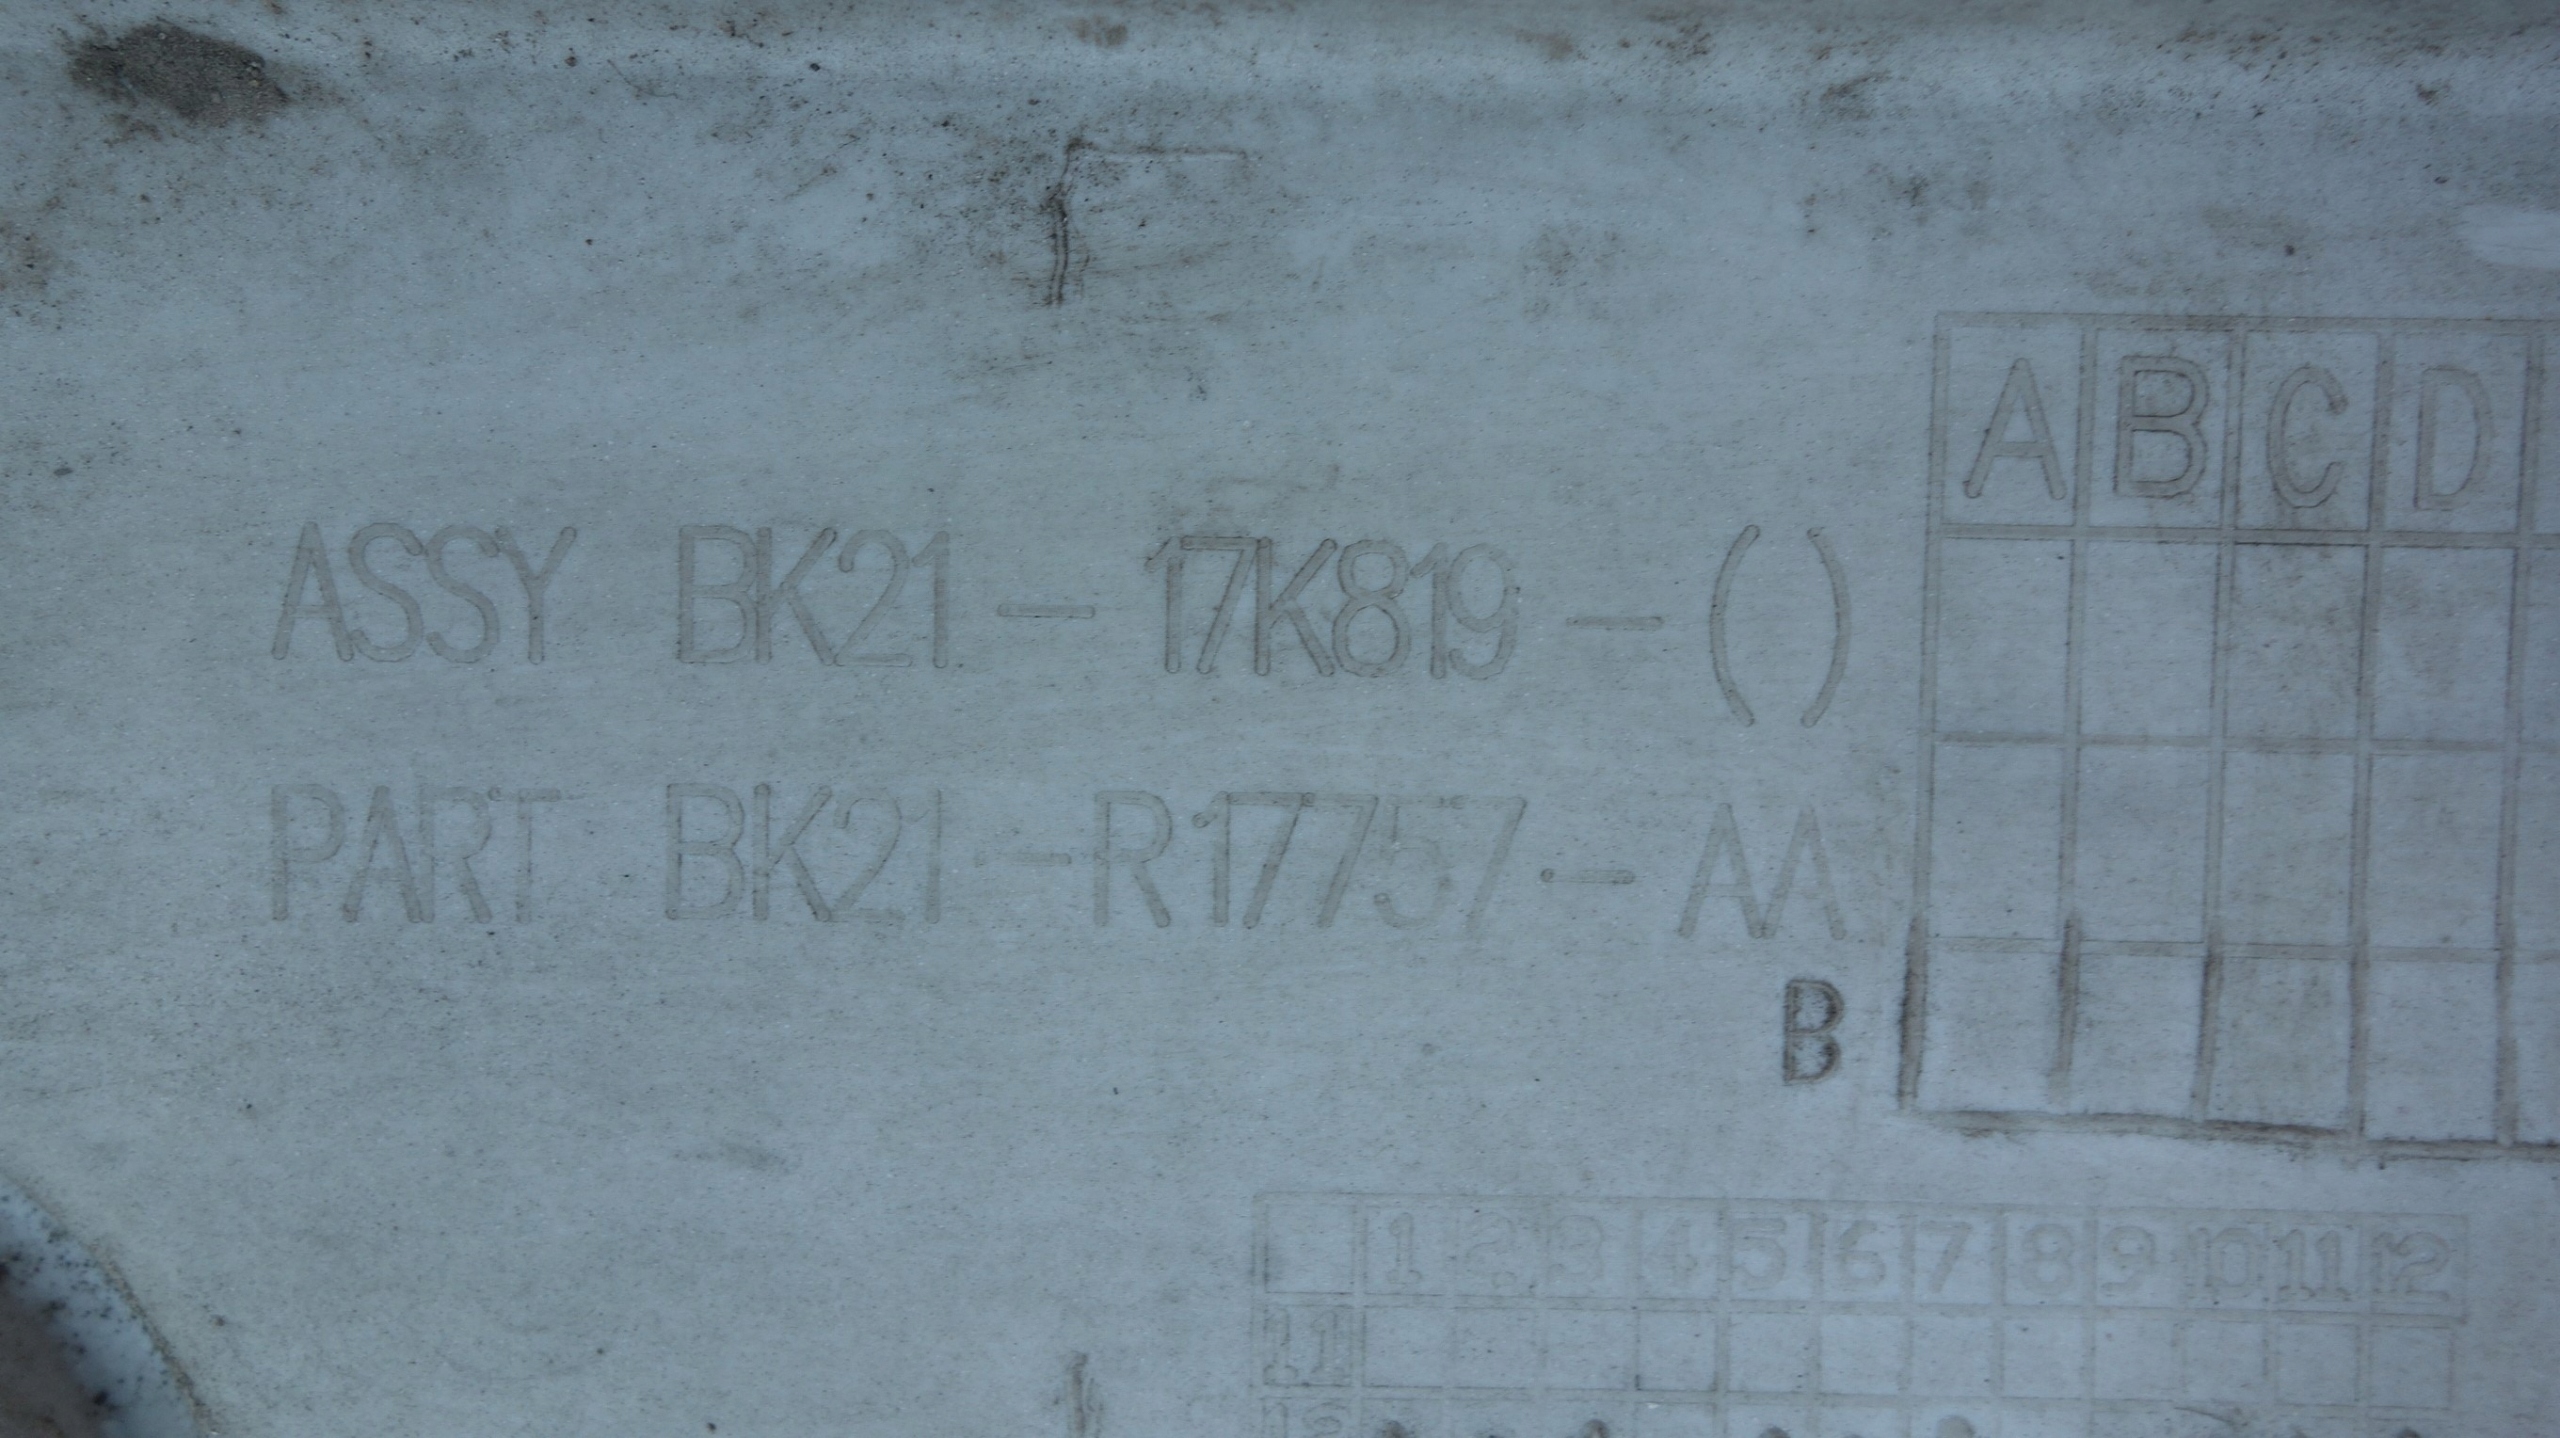 A B C D
ASSY BK21-17K819-()
PART BK21-R17757-AA
B
1 2 3 4 5 6 7 8 9 10 11 12
11